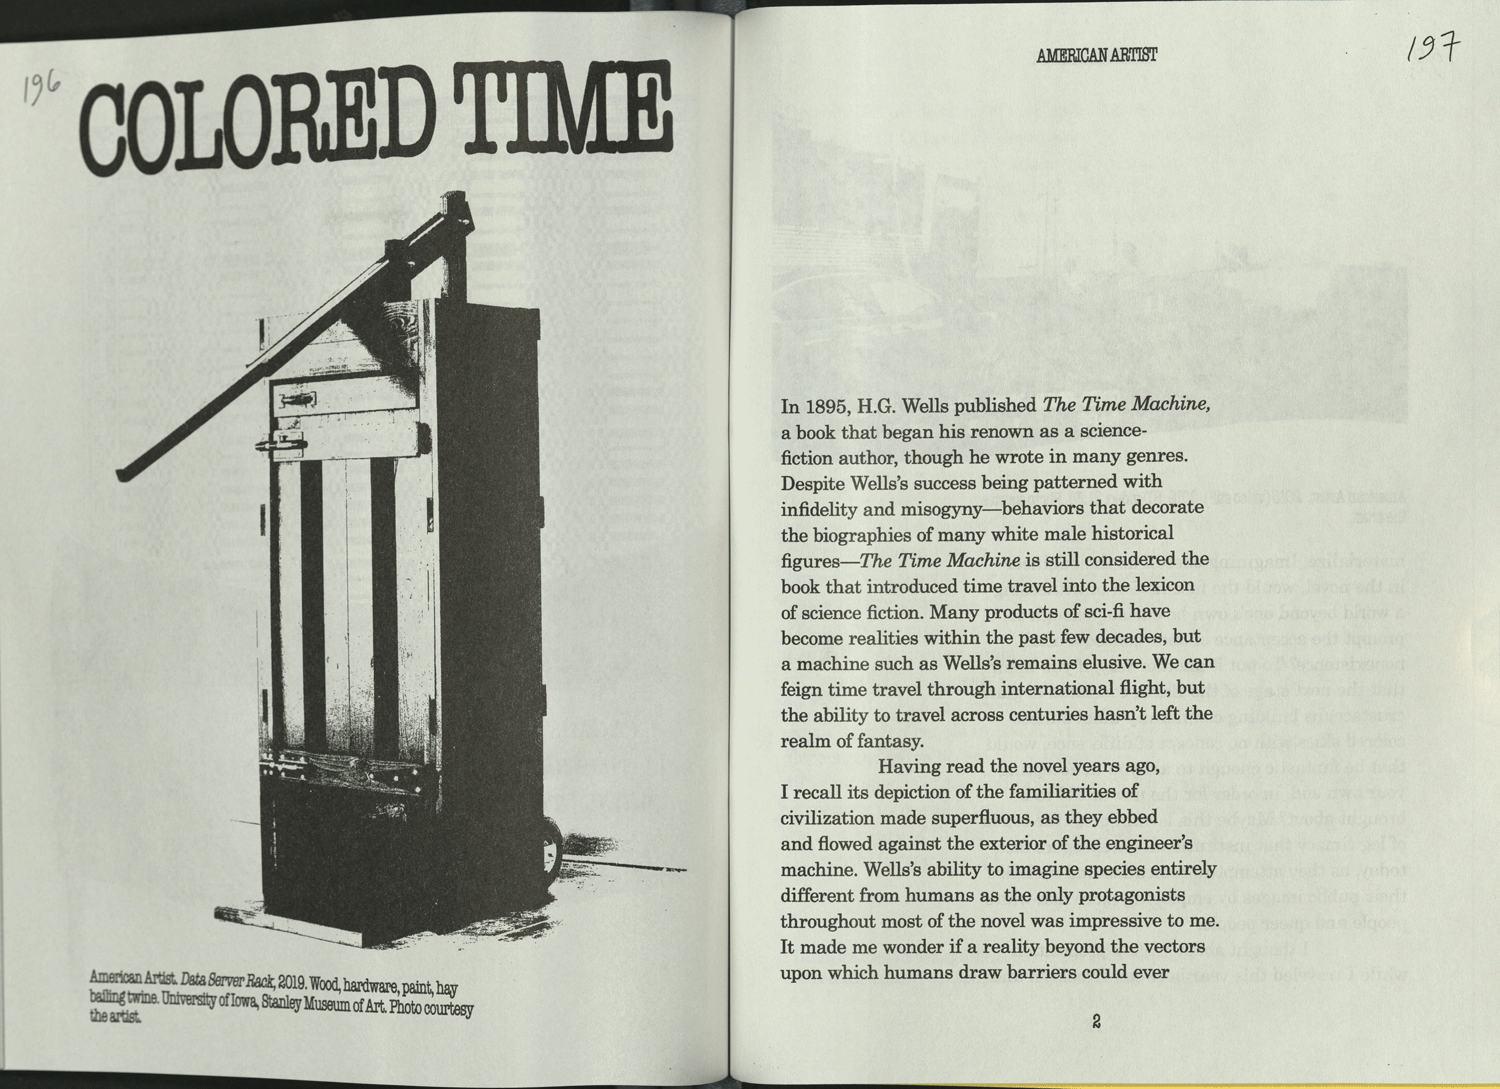 196
COLORED TIME
American Artist. Data Server Rack, 2019. Wood, hardware, paint, hay
bailing twine. University of Iowa, Stanley Museum of Art. Photo courtesy
the artist.
AMERICAN ARTIST
197
In 1895, H.G. Wells published The Time Machine,
a book that began his renown as a science-
fiction author, though he wrote in many genres.
Despite Wells’s success being patterned with
infidelity and misogyny—behaviors that decorate
the biographies of many white male historical
figures—The Time Machine is still considered the
book that introduced time travel into the lexicon
of science fiction. Many products of sci-fi have
become realities within the past few decades, but
a machine such as Wells’s remains elusive. We can
feign time travel through international flight, but
the ability to travel across centuries hasn’t left the
realm of fantasy.
Having read the novel years ago,
I recall its depiction of the familiarities of
civilization made superfluous, as they ebbed
and flowed against the exterior of the engineer’s
machine. Wells’s ability to imagine species entirely
different from humans as the only protagonists
throughout most of the novel was impressive to me.
It made me wonder if a reality beyond the vectors
upon which humans draw barriers could ever
2